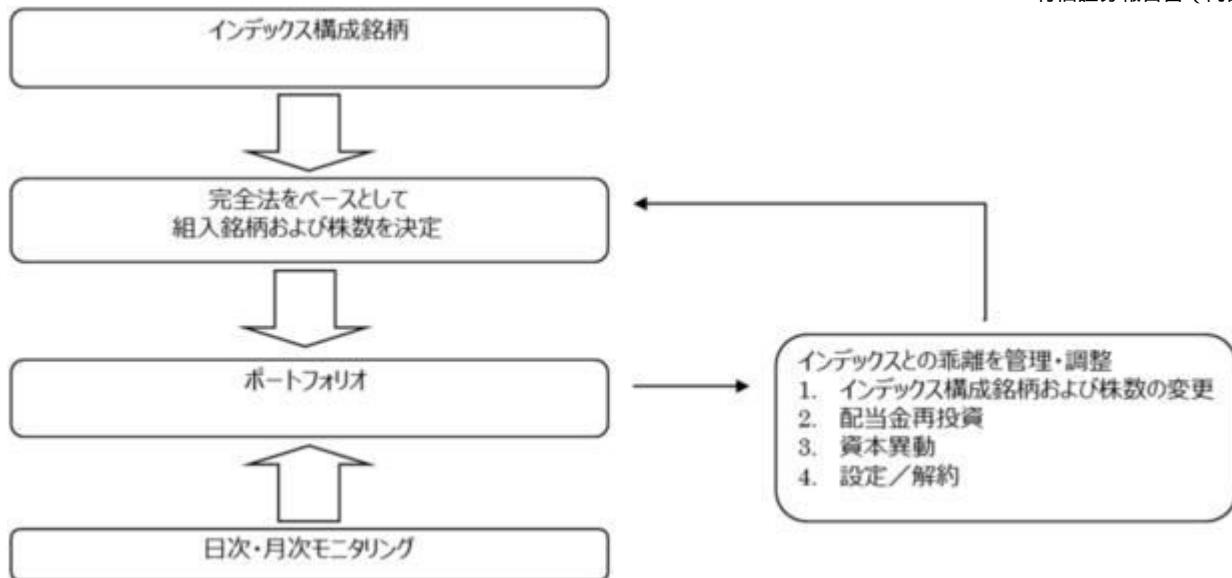 インデックス構成銘柄
完全法をベースとして
組入銘柄および株数を決定
ポートフォリオ
インデックスとの乖離を管理・調整
1. インデックス構成銘柄および株数の変更
2. 配当金再投資
3. 資本異動
4. 設定／解約
日次・月次モニタリング